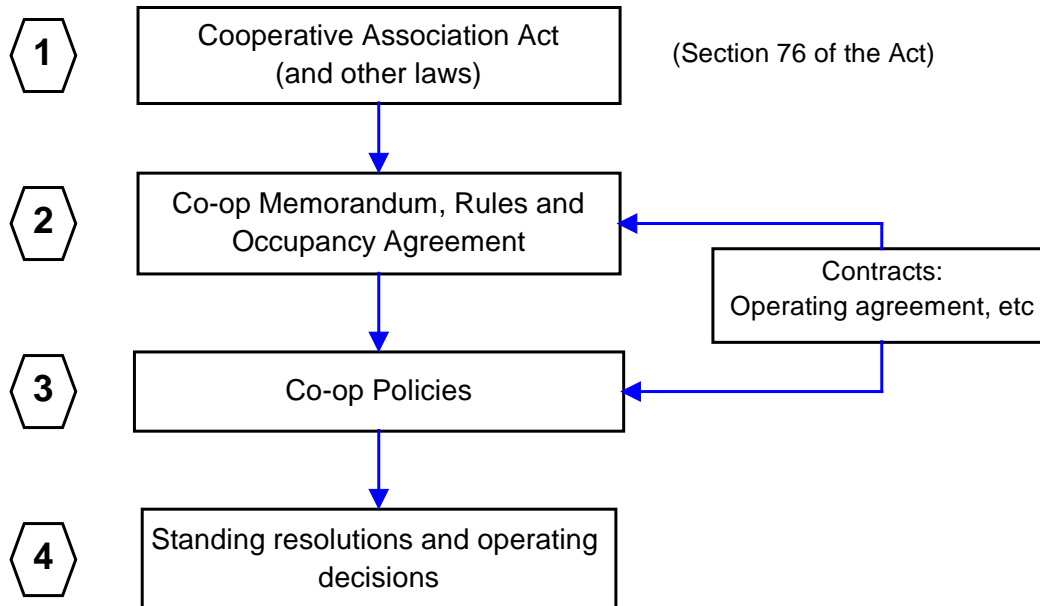 1
Cooperative Association Act
(and other laws)
(Section 76 of the Act)
2
Co-op Memorandum, Rules and
Occupancy Agreement
Contracts:
Operating agreement, etc
3
Co-op Policies
4
Standing resolutions and operating
decisions